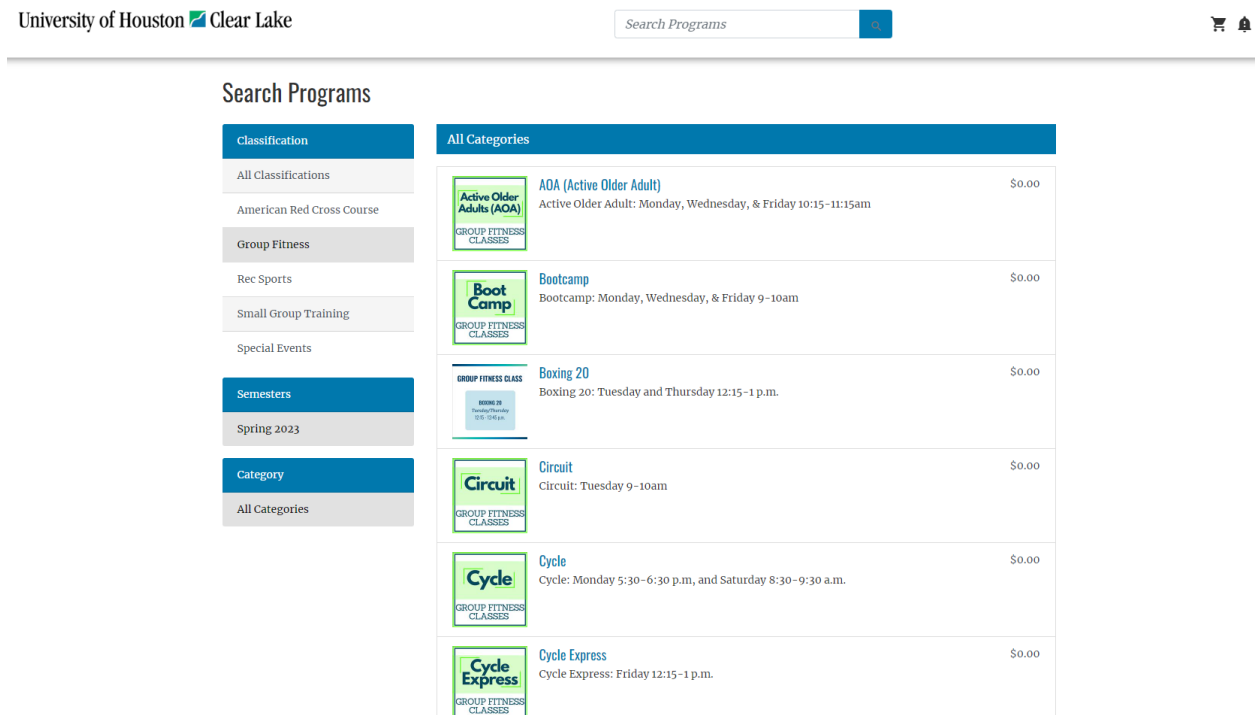 University of Houston Clear Lake
Search Programs
Search Programs
Classification
All Classifications
American Red Cross Course
Group Fitness
Rec Sports
Small Group Training
Special Events
Semesters
Spring 2023
Category
All Categories
All Categories
Active Older
Adults (AOA)
GROUP FITNESS
CLASSES
AOA (Active Older Adult)
$0.00
Active Older Adult: Monday, Wednesday, & Friday 10:15-11:15am
Boot
Camp
GROUP FITNESS
CLASSES
Bootcamp
$0.00
Bootcamp: Monday, Wednesday, & Friday 9-10am
GROUP FITNESS CLASS
BOXING 20
Tuesday/Thursday
12:15 - 12:45 p.m.
Boxing 20
$0.00
Boxing 20: Tuesday and Thursday 12:15-1 p.m.
Circuit
GROUP FITNESS
CLASSES
Circuit
$0.00
Circuit: Tuesday 9-10am
Cycle
GROUP FITNESS
CLASSES
Cycle
$0.00
Cycle: Monday 5:30-6:30 p.m, and Saturday 8:30-9:30 a.m.
Cycle
Express
GROUP FITNESS
CLASSES
Cycle Express
$0.00
Cycle Express: Friday 12:15-1 p.m.